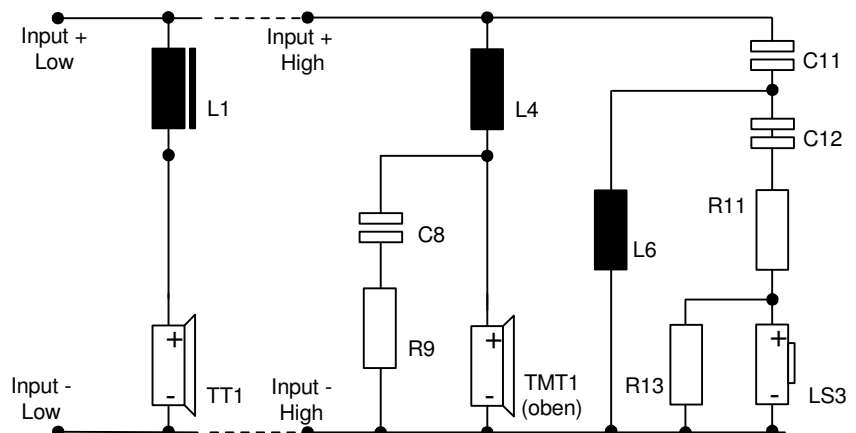 Input +
Low
Input +
High
L1
L4
C11
C12
R11
C8
L6
R9
+
-
TT1
+
-
TMT1
(oben)
R13
+
-
LS3
Input -
Low
Input -
High